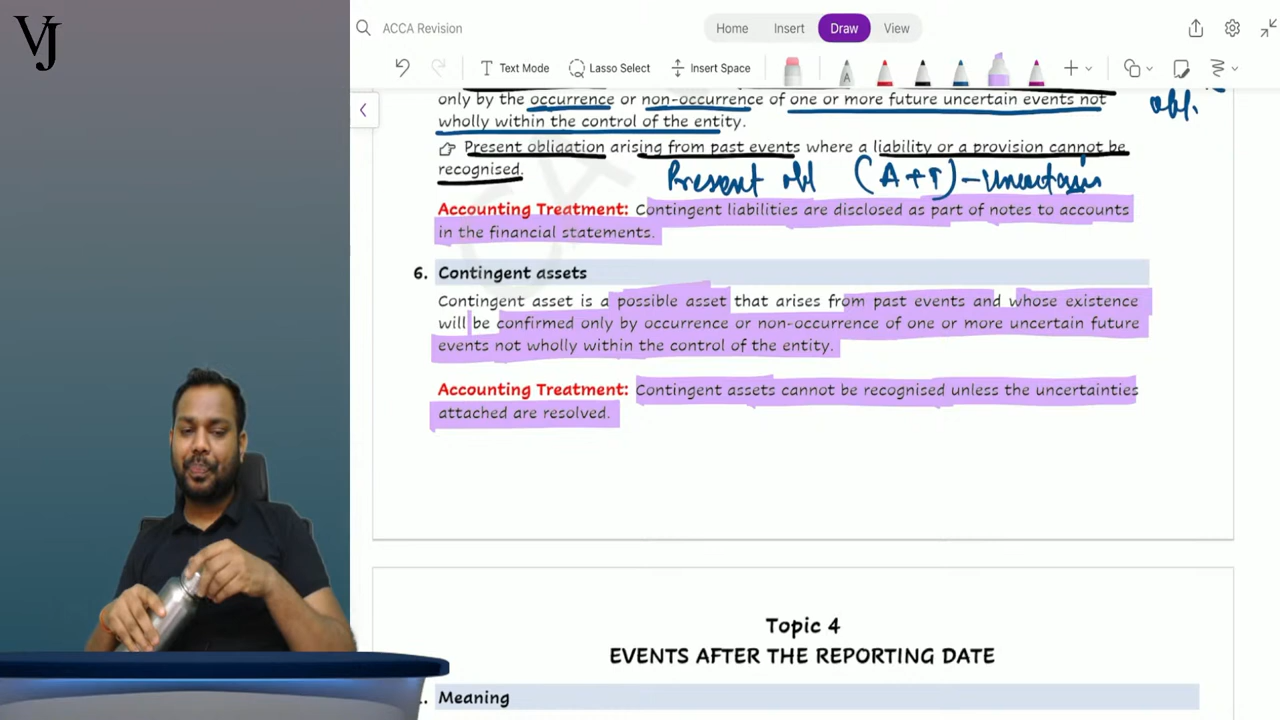 VJ
ACCA Revision
Home Insert Draw View
Text Mode Lasso Select Insert Space
only by the occurrence or non-occurrence of one or more future uncertain events not
obl.
wholly within the control of the entity.
Present obligation arising from past events where a liability or a provision cannot be
recognised.
Present obl (A+T) - uncertain
Accounting Treatment: Contingent liabilities are disclosed as part of notes to accounts
in the financial statements.
6. Contingent assets
Contingent asset is a possible asset that arises from past events and whose existence
will be confirmed only by occurrence or non-occurrence of one or more uncertain future
events not wholly within the control of the entity.
Accounting Treatment: Contingent assets cannot be recognised unless the uncertainties
attached are resolved.
Topic 4
EVENTS AFTER THE REPORTING DATE
Meaning